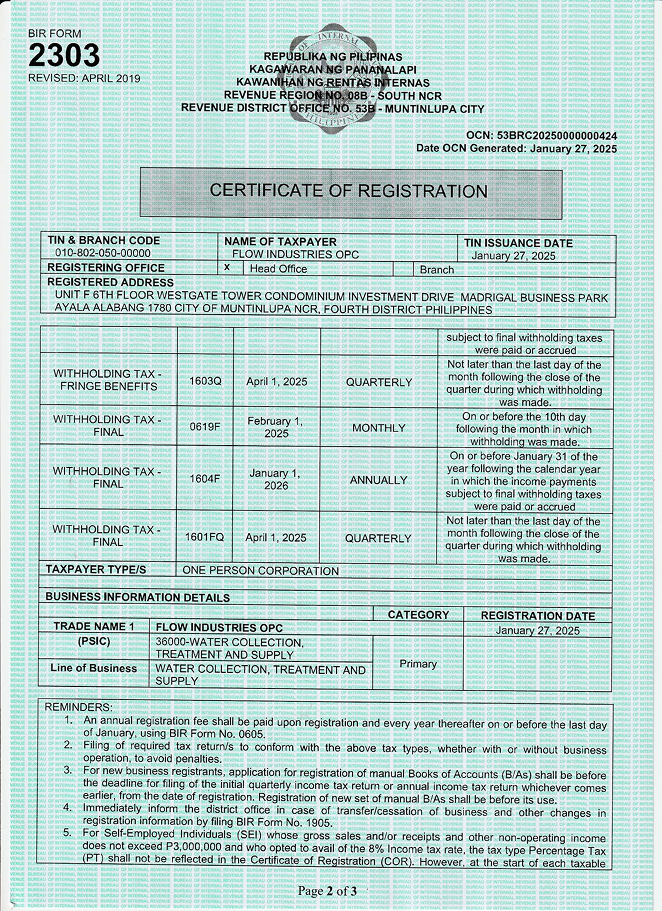 BIR FORM
2303
REVISED: APRIL 2019
REPUBLIKA NG PILIPINAS
KAGAWARAN NG PANANALAPI
KAWANIHAN NG RENTAS INTERNAS
REVENUE REGION NO. 08B - SOUTH NCR
REVENUE DISTRICT OFFICE NO. 53B - MUNTINLUPA CITY
OCN: 53BRC20250000000424
Date OCN Generated: January 27, 2025
CERTIFICATE OF REGISTRATION
TIN & BRANCH CODE NAME OF TAXPAYER TIN ISSUANCE DATE
010-802-050-00000 FLOW INDUSTRIES OPC January 27, 2025
REGISTERING OFFICE X Head Office Branch
REGISTERED ADDRESS
UNIT F 6TH FLOOR WESTGATE TOWER CONDOMINIUM INVESTMENT DRIVE MADRIGAL BUSINESS PARK
AYALA ALABANG 1780 CITY OF MUNTINLUPA NCR, FOURTH DISTRICT PHILIPPINES
subject to final withholding taxes
were paid or accrued
WITHHOLDING TAX -
FRINGE BENEFITS
1603Q
April 1, 2025
QUARTERLY
Not later than the last day of the
month following the close of the
quarter during which withholding
was made.
WITHHOLDING TAX -
FINAL
0619F
February 1,
2025
MONTHLY
On or before the 10th day
following the month in which
withholding was made.
WITHHOLDING TAX -
FINAL
1604F
January 1,
2026
ANNUALLY
On or before January 31 of the
year following the calendar year
in which the income payments
subject to final withholding taxes
were paid or accrued
WITHHOLDING TAX -
FINAL
1601FQ
April 1, 2025
QUARTERLY
Not later than the last day of the
month following the close of the
quarter during which withholding
was made.
TAXPAYER TYPE/S ONE PERSON CORPORATION
BUSINESS INFORMATION DETAILS
CATEGORY REGISTRATION DATE
TRADE NAME 1 FLOW INDUSTRIES OPC January 27, 2025
(PSIC) 36000-WATER COLLECTION,
TREATMENT AND SUPPLY
Primary
Line of Business WATER COLLECTION, TREATMENT AND
SUPPLY
REMINDERS:
1. An annual registration fee shall be paid upon registration and every year thereafter on or before the last day
of January, using BIR Form No. 0605.
2. Filing of required tax return/s to conform with the above tax types, whether with or without business
operation, to avoid penalties.
3. For new business registrants, application for registration of manual Books of Accounts (B/As) shall be before
the deadline for filing of the initial quarterly income tax return or annual income tax return whichever comes
earlier, from the date of registration. Registration of new set of manual B/As shall be before its use.
4. Immediately inform the district office in case of transfer/cessation of business and other changes in
registration information by filing BIR Form No. 1905.
5. For Self-Employed Individuals (SEI) whose gross sales and/or receipts and other non-operating income
does not exceed P3,000,000 and who opted to avail of the 8% Income tax rate, the tax type Percentage Tax
(PT) shall not be reflected in the Certificate of Registration (COR). However, at the start of each taxable
Page 2 of 3